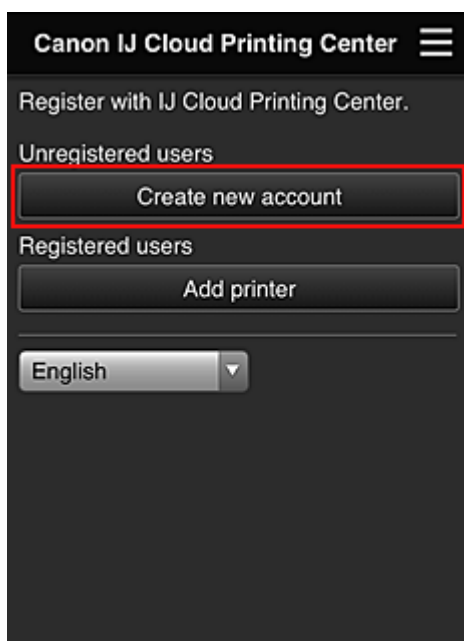 Canon IJ Cloud Printing Center
Register with IJ Cloud Printing Center.
Unregistered users
Create new account
Registered users
Add printer
English